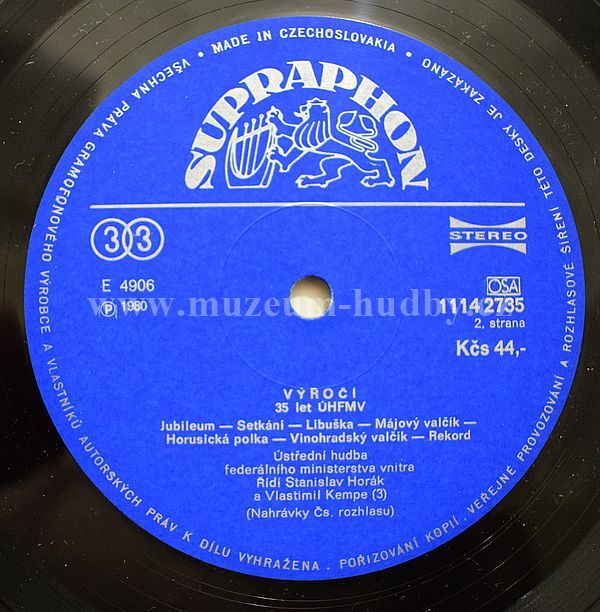 • MADE IN CZECHOSLOVAKIA •
VŠECHNA PRÁVA GRAMOFONOVÉHO VÝROBCE A VLASTNÍKŮ AUTORSKÝCH PRÁV K DÍLU VYHRAŽENA. POŘIZOVÁNÍ KOPIÍ, VEŘEJNÉ PROVOZOVÁNÍ A ROZHLASOVÉ ŠÍŘENÍ TÉTO DESKY JE ZAKÁZÁNO
SUPRAPHON
33
STEREO
E 4906
OSA
℗ 1980
1114 2735
www.muzeum-hudby.cz
2. strana
Kčs 44,-
VÝROČÍ
35 let ÚHFMV
Jubileum — Setkání — Libuška — Májový valčík —
Horusická polka — Vinohradský valčík — Rekord
Ústřední hudba
federálního ministerstva vnitra
Řídí Stanislav Horák
a Vlastimil Kempe (3)
(Nahrávky Čs. rozhlasu)